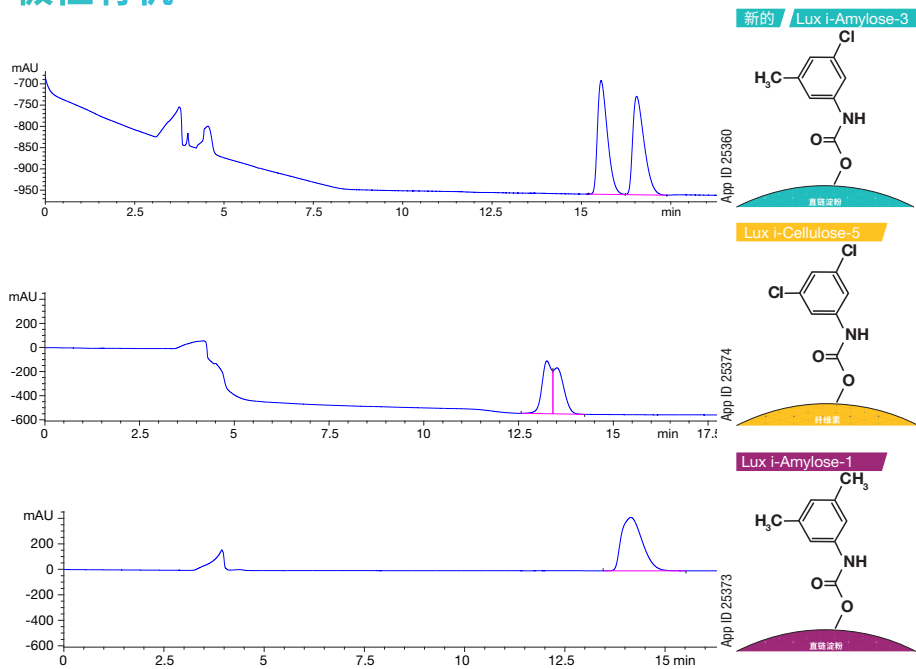 新的 Lux i-Amylose-3
mAU
-700
-750
-800
-850
-900
-950
0
2.5
5
7.5
10
12.5
15
min
App ID 25360
Cl
H₃C
NH
O
O
直链淀粉
Lux i-Cellulose-5
mAU
200
0
-200
-400
-600
0
2.5
5
7.5
10
12.5
15
min
17.5
App ID 25374
Cl
Cl
NH
O
O
纤维素
Lux i-Amylose-1
mAU
200
0
-200
-400
-600
0
2.5
5
7.5
10
12.5
15 min
App ID 25373
CH₃
H₃C
NH
O
O
直链淀粉